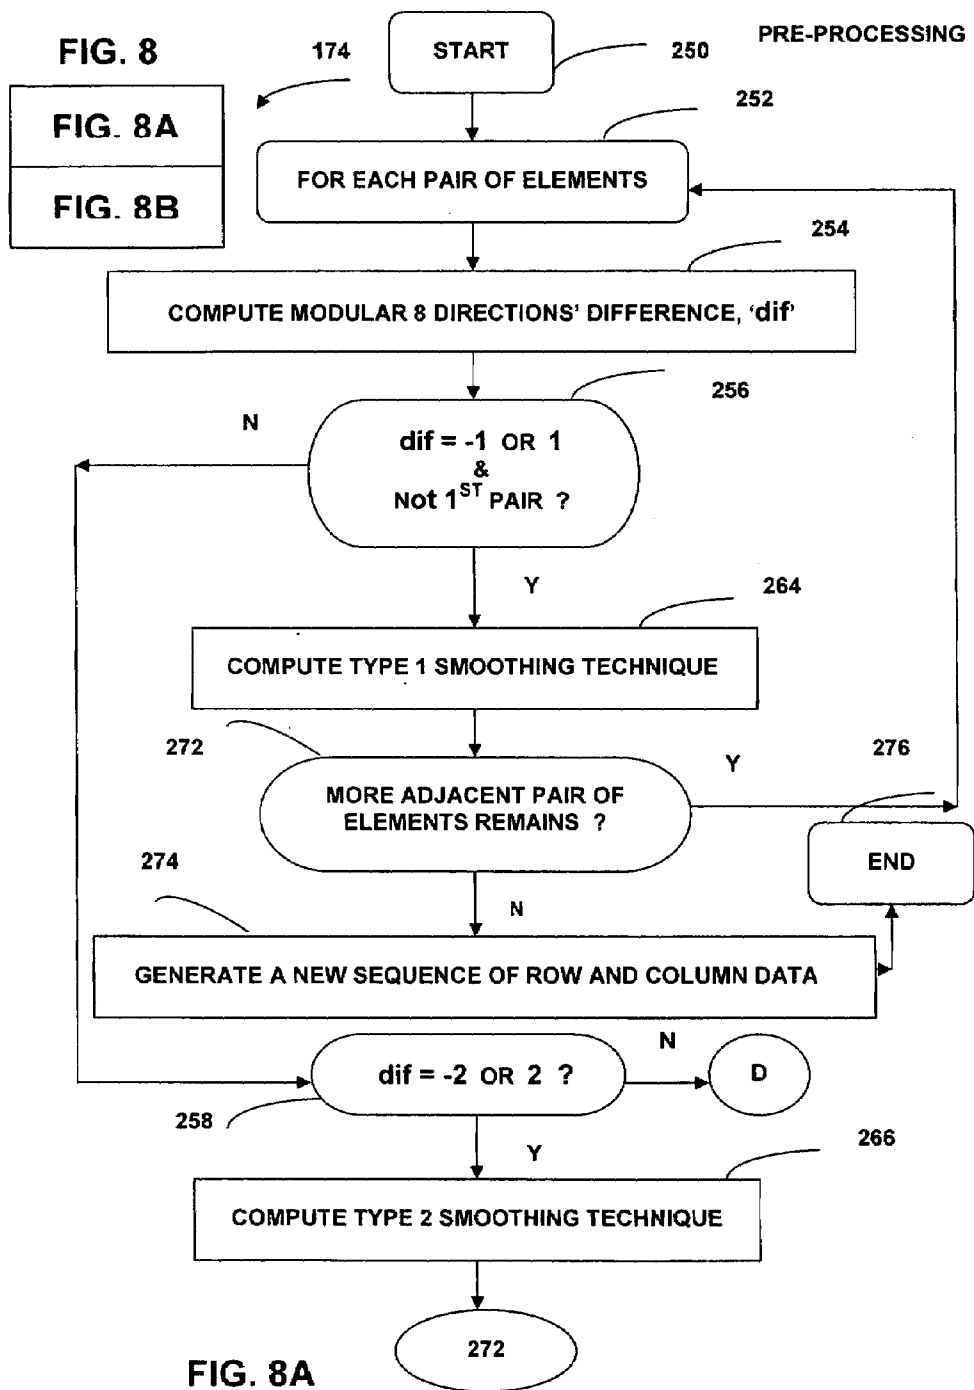 FIG. 8
174
START
250
PRE-PROCESSING
FIG. 8A
FIG. 8B
252
FOR EACH PAIR OF ELEMENTS
254
COMPUTE MODULAR 8 DIRECTIONS' DIFFERENCE, 'dif'
256
N
dif = -1 OR 1
&
Not 1ST PAIR ?
Y
264
COMPUTE TYPE 1 SMOOTHING TECHNIQUE
272
MORE ADJACENT PAIR OF
ELEMENTS REMAINS ?
Y
276
END
274
N
GENERATE A NEW SEQUENCE OF ROW AND COLUMN DATA
dif = -2 OR 2 ?
N
D
258
Y
266
COMPUTE TYPE 2 SMOOTHING TECHNIQUE
272
FIG. 8A